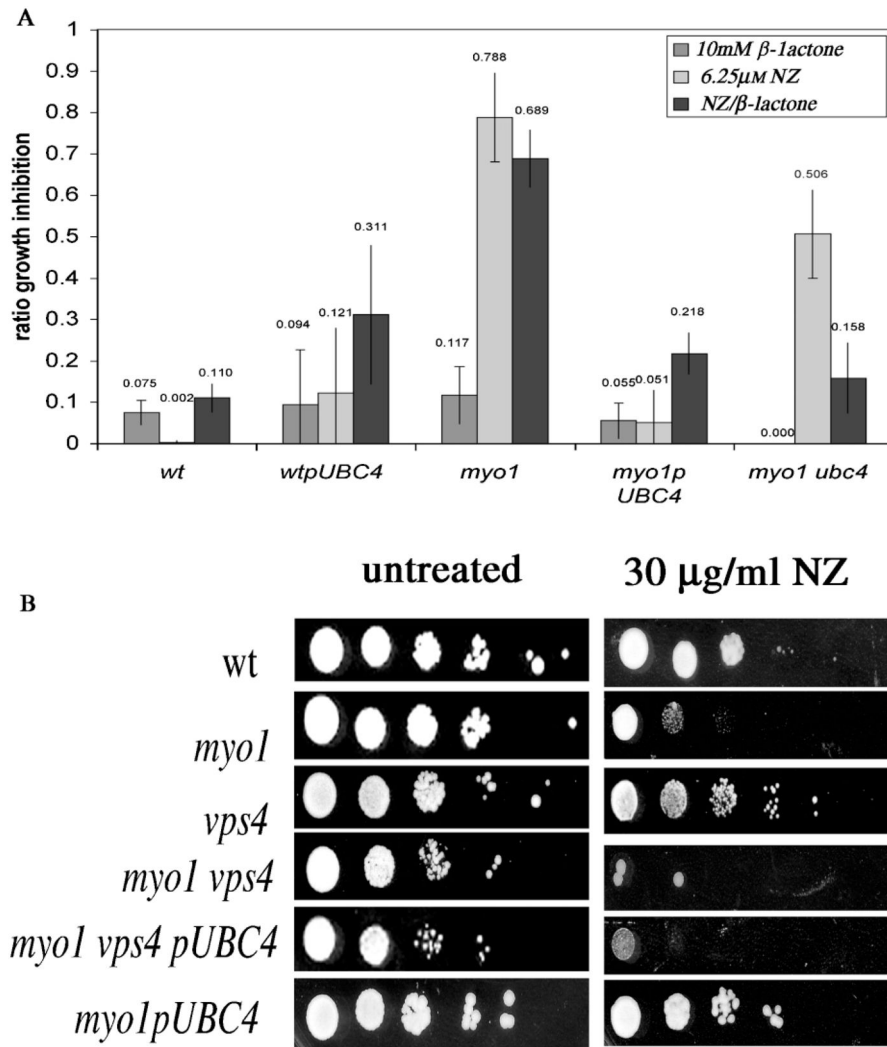 A
1
0.9
0.8
0.7
0.6
0.5
0.4
0.3
0.2
0.1
0
ratio growth inhibition
10mM β-1actone
6.25μM NZ
NZ/β-lactone
0.075
0.002
0.110
0.094
0.121
0.311
0.117
0.788
0.689
0.055
0.051
0.218
0.000
0.506
0.158
wt
wtpUBC4
myo1
myo1p
UBC4
myo1 ubc4
B
untreated
30 μg/ml NZ
wt
myo1
vps4
myo1 vps4
myo1 vps4 pUBC4
myo1pUBC4